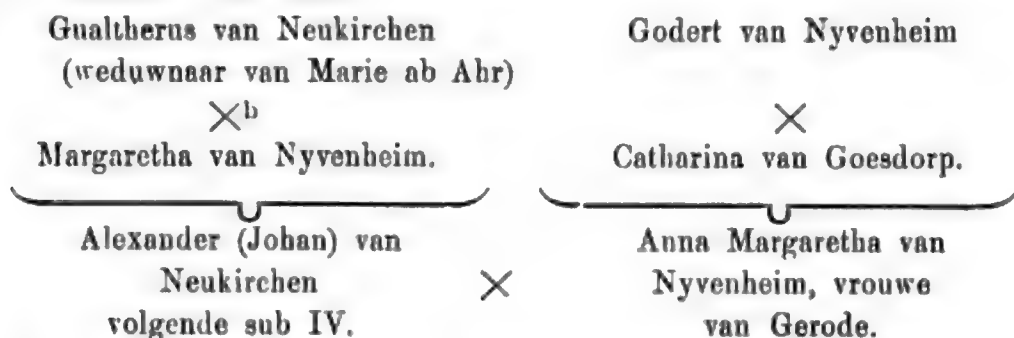 Gualtherus van Neukirchen
(weduwnaar van Marie ab Ahr)
×b
Margaretha van Nyvenheim.
Godert van Nyvenheim
×
Catharina van Goesdorp.
Alexander (Johan) van
Neukirchen
volgende sub IV.
×
Anna Margaretha van
Nyvenheim, vrouwe
van Gerode.